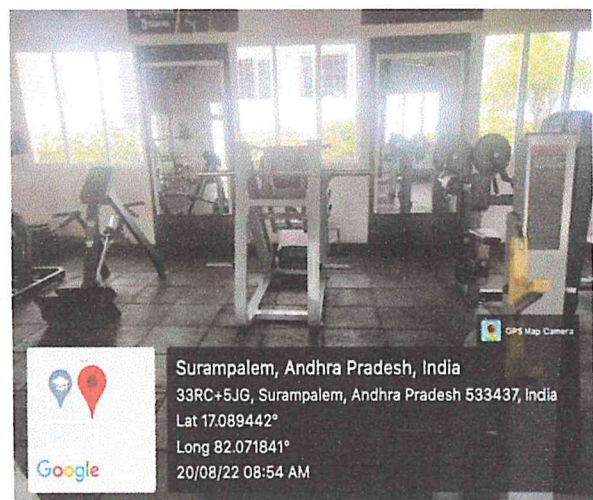 GPS Map Camera
Surampalem, Andhra Pradesh, India
33RC+5JG, Surampalem, Andhra Pradesh 533437, India
Lat 17.089442°
Long 82.071841°
20/08/22 08:54 AM
Google